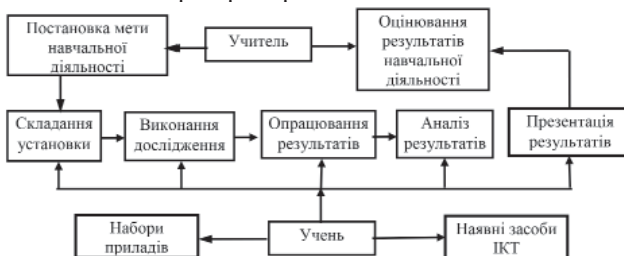 Постановка мети
навчальної
діяльності
Учитель
Оцінювання
результатів
навчальної
діяльності
Складання
установки
Виконання
дослідження
Опрацювання
результатів
Аналіз
результатів
Презентація
результатів
Набори
приладів
Учень
Наявні засоби
ІКТ